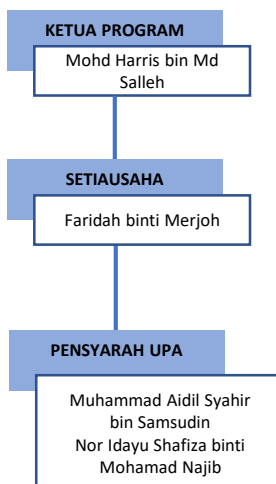 KETUA PROGRAM
Mohd Harris bin Md
Salleh
SETIAUSAHA
Faridah binti Merjoh
PENSYARAH UPA
Muhammad Aidil Syahir
bin Samsudin
Nor Idayu Shafiza binti
Mohamad Najib